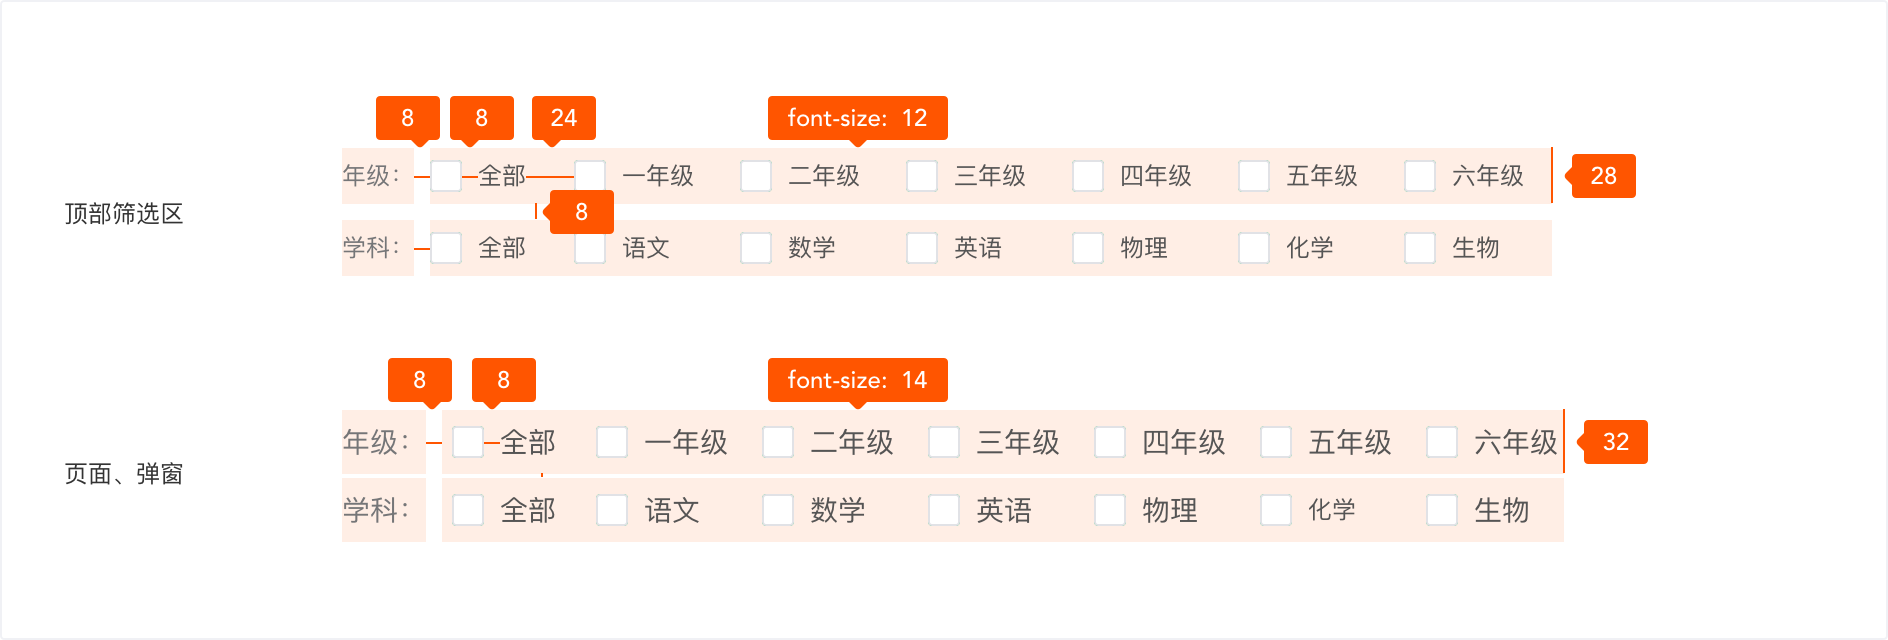 8 8 24 font-size: 12
年级: 全部 一年级 二年级 三年级 四年级 五年级 六年级 28
顶部筛选区 8
学科: 全部 语文 数学 英语 物理 化学 生物
8 8 font-size: 14
年级: 全部 一年级 二年级 三年级 四年级 五年级 六年级 32
页面、弹窗
学科: 全部 语文 数学 英语 物理 化学 生物